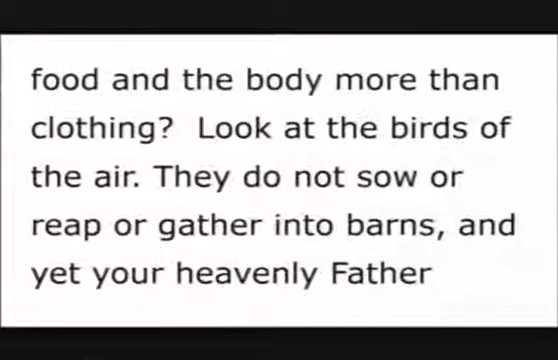 food and the body more than
clothing?  Look at the birds of
the air. They do not sow or
reap or gather into barns, and
yet your heavenly Father